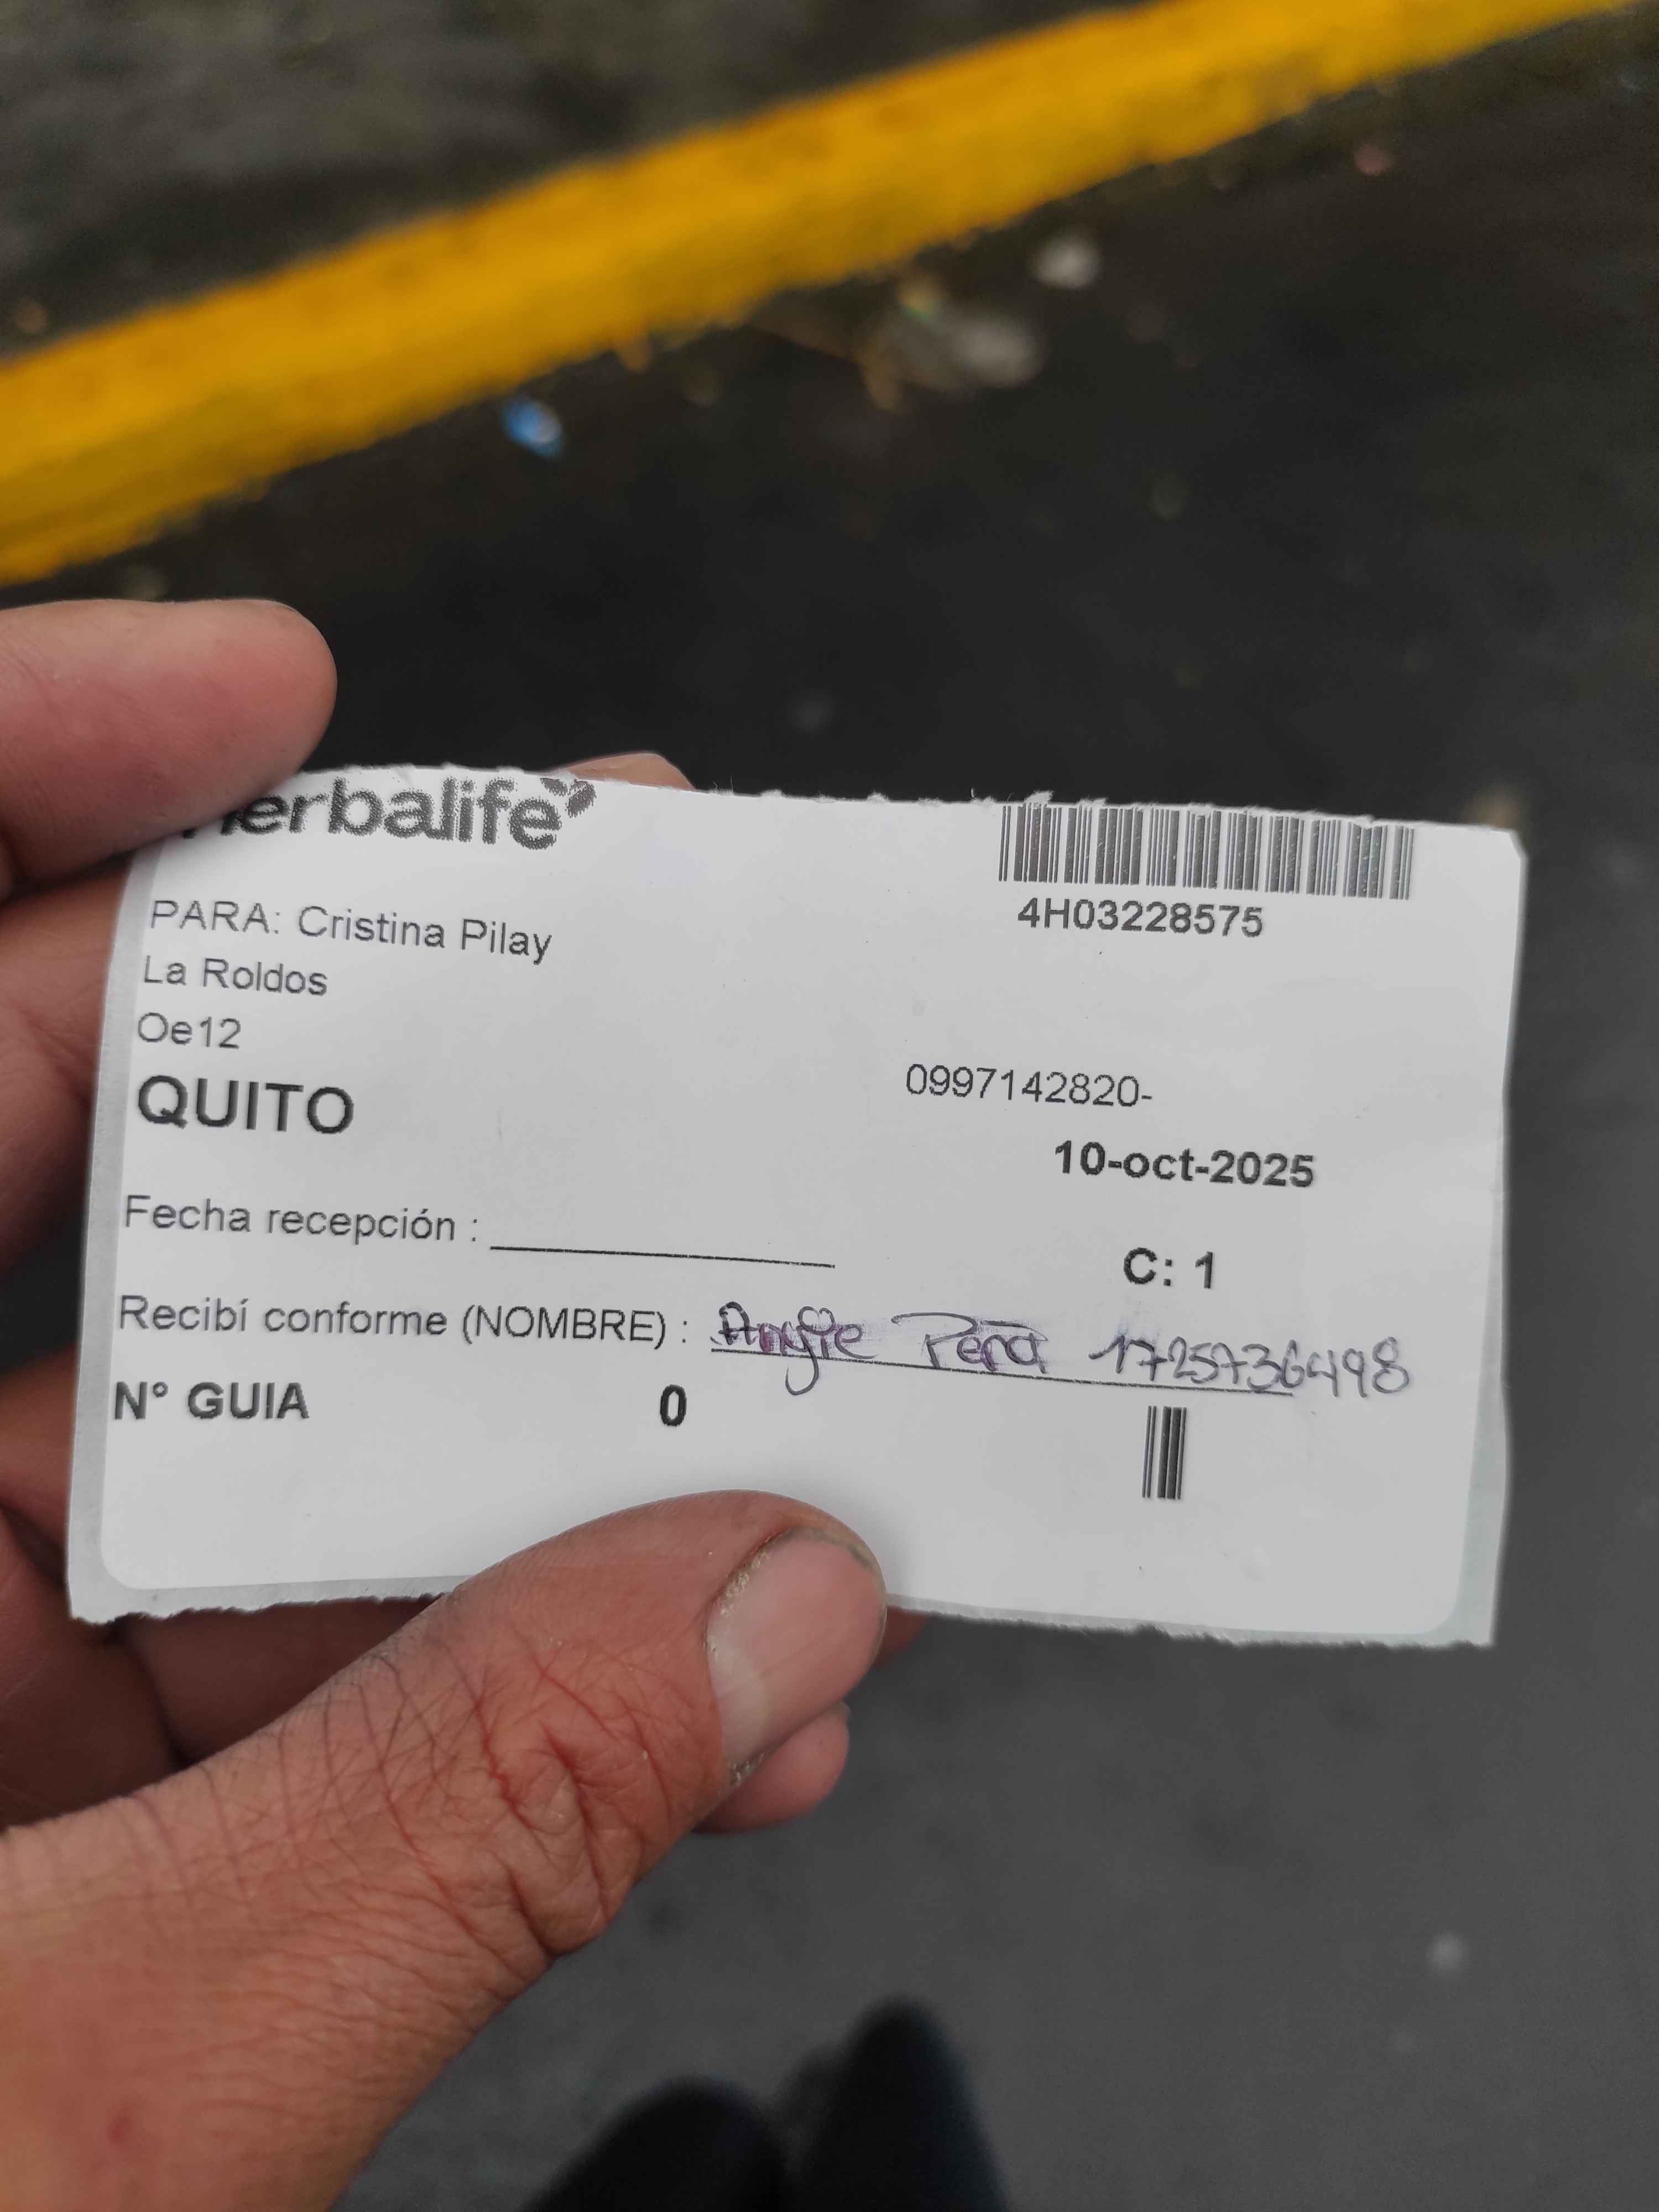 Herbalife
4H03228575
PARA: Cristina Pilay
La Roldos
Oe12
0997142820-
QUITO
10-oct-2025
Fecha recepción : 
C: 1
Recibí conforme (NOMBRE) : Angie Peña
N° GUIA 0